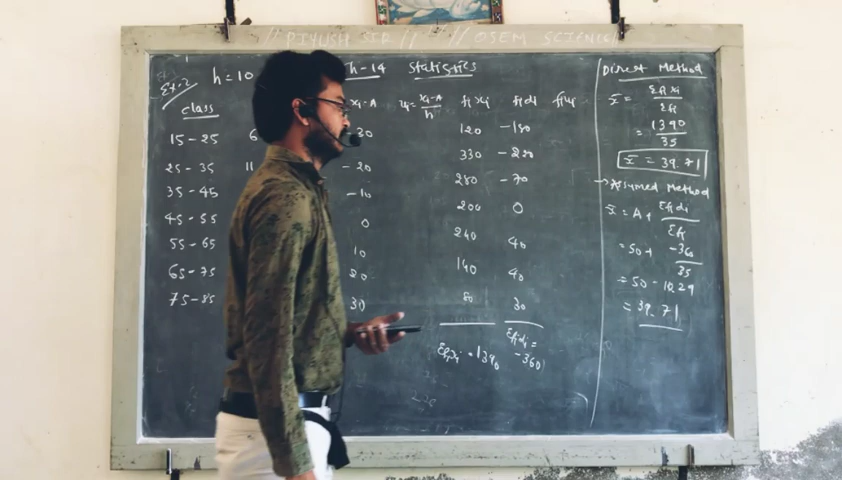 // PIYUSH SIR // // OSEM SCIENCE //
Ex-2 h=10 h-14 Statistics
class xi-A ui = xi-A/h fixi fidi fiui
15-25 6 -30 120 -180
25-35 11 -20 330 -220
35-45 -10 280 -70
45-55 0 200 0
55-65 10 240 40
65-75 20 140 40
75-85 30 80 30
Σfixi = 1390 Σfidi = -360
Direct Method
x̄ = Σfixi/Σfi
= 1390/35
x̄ = 39.71
→ Assumed Method
x̄ = A + Σfidi/Σfi
= 50 + -360/35
= 50 - 10.29
= 39.71